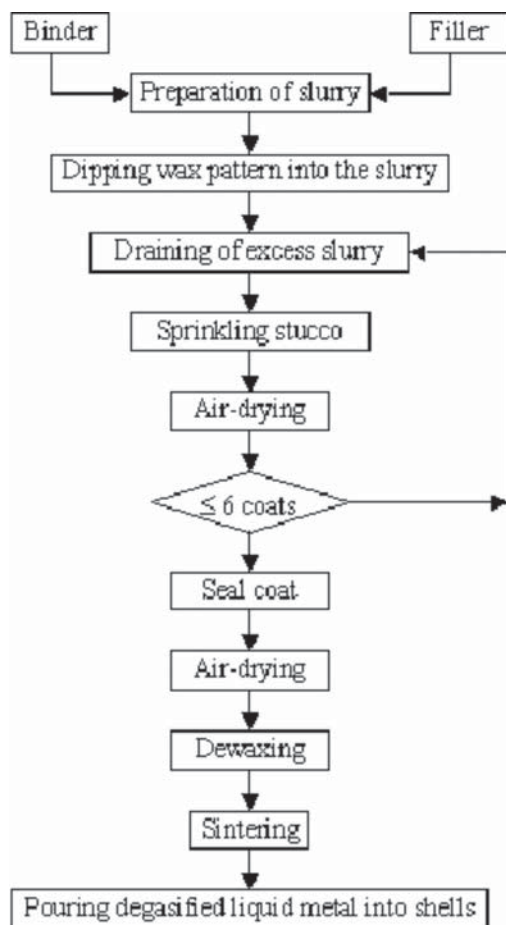 Binder
Filler
Preparation of slurry
Dipping wax pattern into the slurry
Draining of excess slurry
Sprinkling stucco
Air-drying
≤ 6 coats
Seal coat
Air-drying
Dewaxing
Sintering
Pouring degasified liquid metal into shells